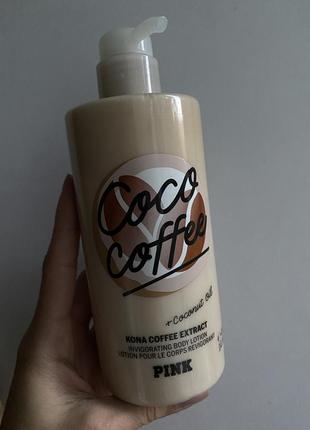 Coco
Coffee
+ Coconut Oil
KONA COFFEE EXTRACT
INVIGORATING BODY LOTION
LOTION POUR LE CORPS REVIGORANTE
PINK